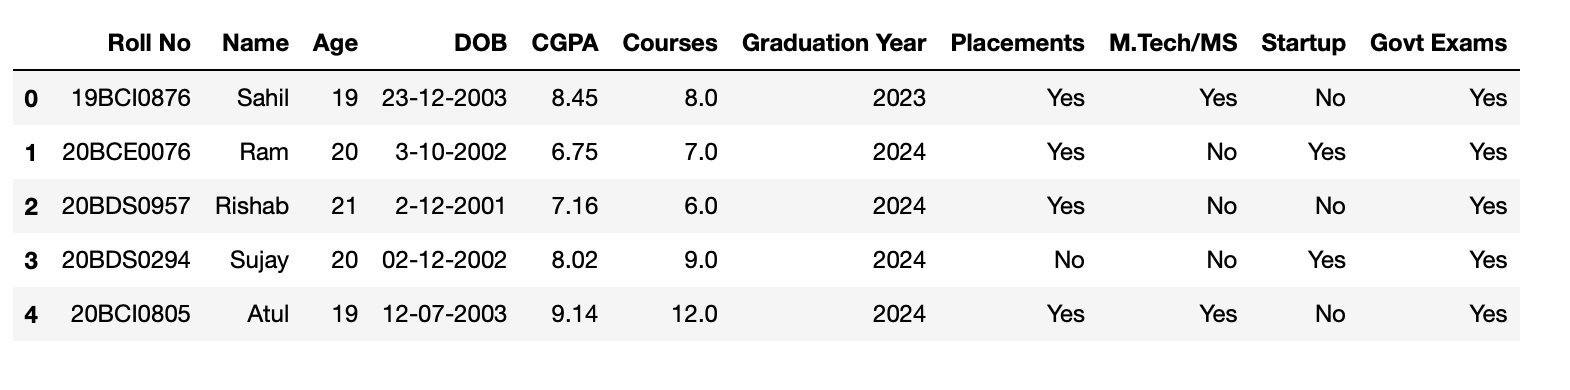 Roll No Name Age DOB CGPA Courses Graduation Year Placements M.Tech/MS Startup Govt Exams
0 19BCI0876 Sahil 19 23-12-2003 8.45 8.0 2023 Yes Yes No Yes
1 20BCE0076 Ram 20 3-10-2002 6.75 7.0 2024 Yes No Yes Yes
2 20BDS0957 Rishab 21 2-12-2001 7.16 6.0 2024 Yes No No Yes
3 20BDS0294 Sujay 20 02-12-2002 8.02 9.0 2024 No No Yes Yes
4 20BCI0805 Atul 19 12-07-2003 9.14 12.0 2024 Yes Yes No Yes